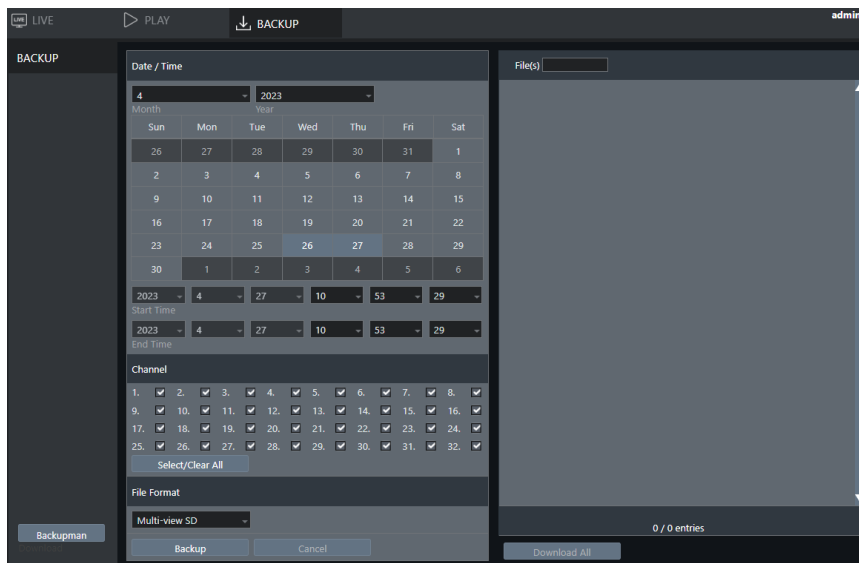 LIVE LIVE PLAY BACKUP admin
BACKUP
Date / Time
4 2023
Month Year
Sun Mon Tue Wed Thu Fri Sat
26 27 28 29 30 31 1
2 3 4 5 6 7 8
9 10 11 12 13 14 15
16 17 18 19 20 21 22
23 24 25 26 27 28 29
30 1 2 3 4 5 6
2023 4 27 10 53 29
Start Time
2023 4 27 10 53 29
End Time
Channel
1. 2. 3. 4. 5. 6. 7. 8.
9. 10. 11. 12. 13. 14. 15. 16.
17. 18. 19. 20. 21. 22. 23. 24.
25. 26. 27. 28. 29. 30. 31. 32.
Select/Clear All
File Format
Multi-view SD
Backup Cancel
Backupman
Download
File(s)
0 / 0 entries
Download All